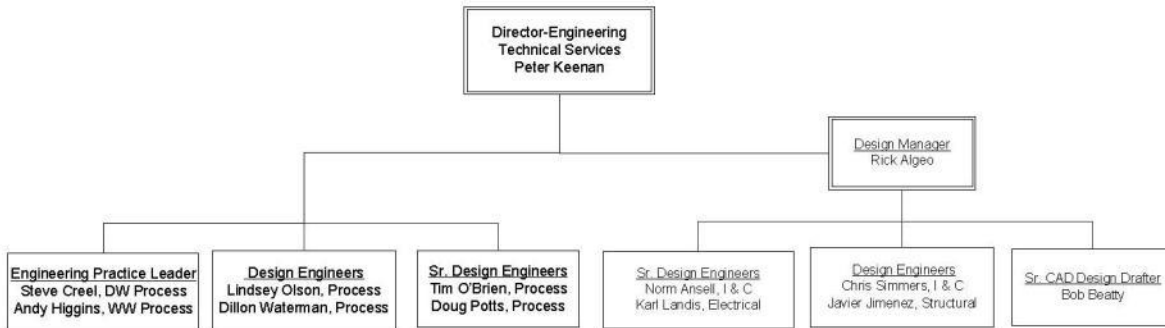 Director-Engineering
Technical Services
Peter Keenan
Design Manager
Rick Algeo
Engineering Practice Leader
Steve Creel, DW Process
Andy Higgins, WW Process
Design Engineers
Lindsey Olson, Process
Dillon Waterman, Process
Sr. Design Engineers
Tim O'Brien, Process
Doug Potts, Process
Sr. Design Engineers
Norm Ansell, I & C
Karl Landis, Electrical
Design Engineers
Chris Simmers, I & C
Javier Jimenez, Structural
Sr. CAD Design Drafter
Bob Beatty